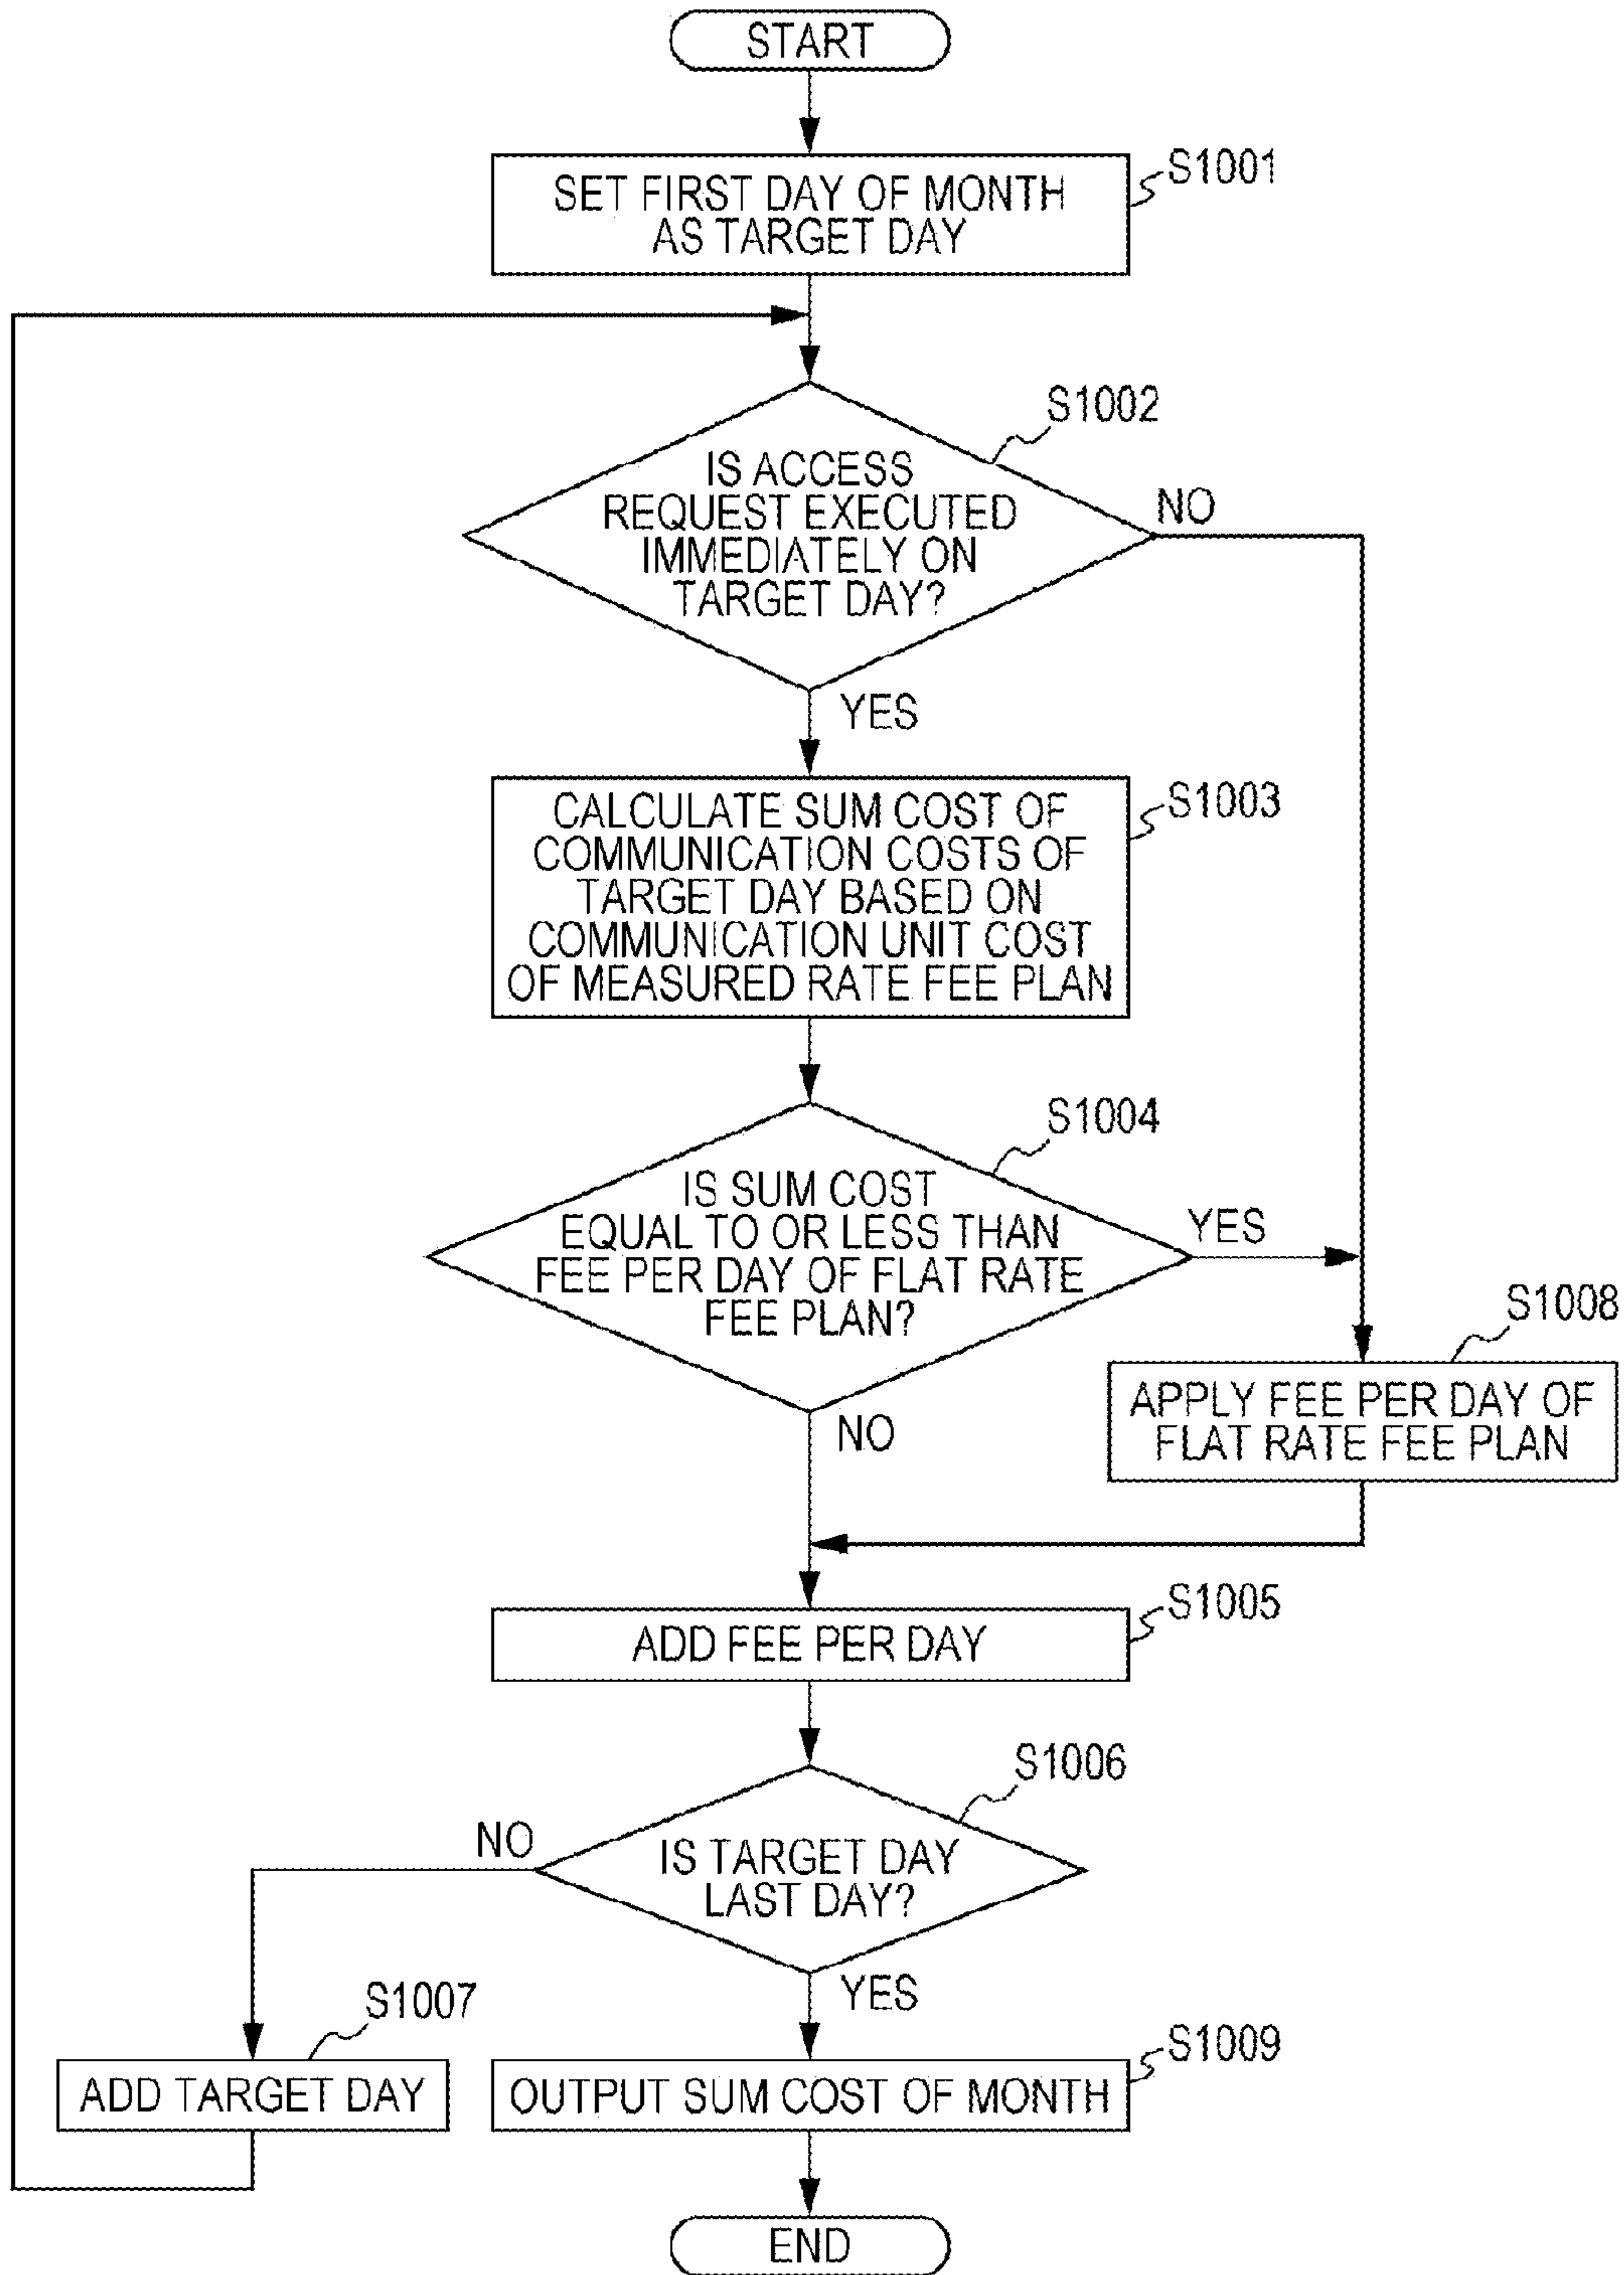 START
S1001
SET FIRST DAY OF MONTH
AS TARGET DAY
S1002
IS ACCESS
REQUEST EXECUTED
IMMEDIATELY ON
TARGET DAY?
NO
YES
S1003
CALCULATE SUM COST OF
COMMUNICATION COSTS OF
TARGET DAY BASED ON
COMMUNICATION UNIT COST
OF MEASURED RATE FEE PLAN
S1004
IS SUM COST
EQUAL TO OR LESS THAN
FEE PER DAY OF FLAT RATE
FEE PLAN?
YES
NO
S1008
APPLY FEE PER DAY OF
FLAT RATE FEE PLAN
S1005
ADD FEE PER DAY
S1006
IS TARGET DAY
LAST DAY?
NO
YES
S1007
ADD TARGET DAY
S1009
OUTPUT SUM COST OF MONTH
END